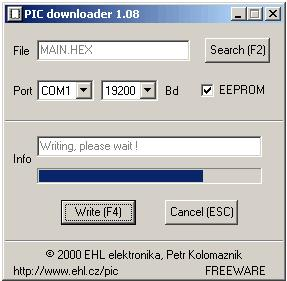 PIC downloader 1.08
File MAIN.HEX Search (F2)
Port COM1 19200 Bd EEPROM
Writing, please wait !
Info
Write (F4) Cancel (ESC)
© 2000 EHL elektronika, Petr Kolomaznik
http://www.ehl.cz/pic FREEWARE